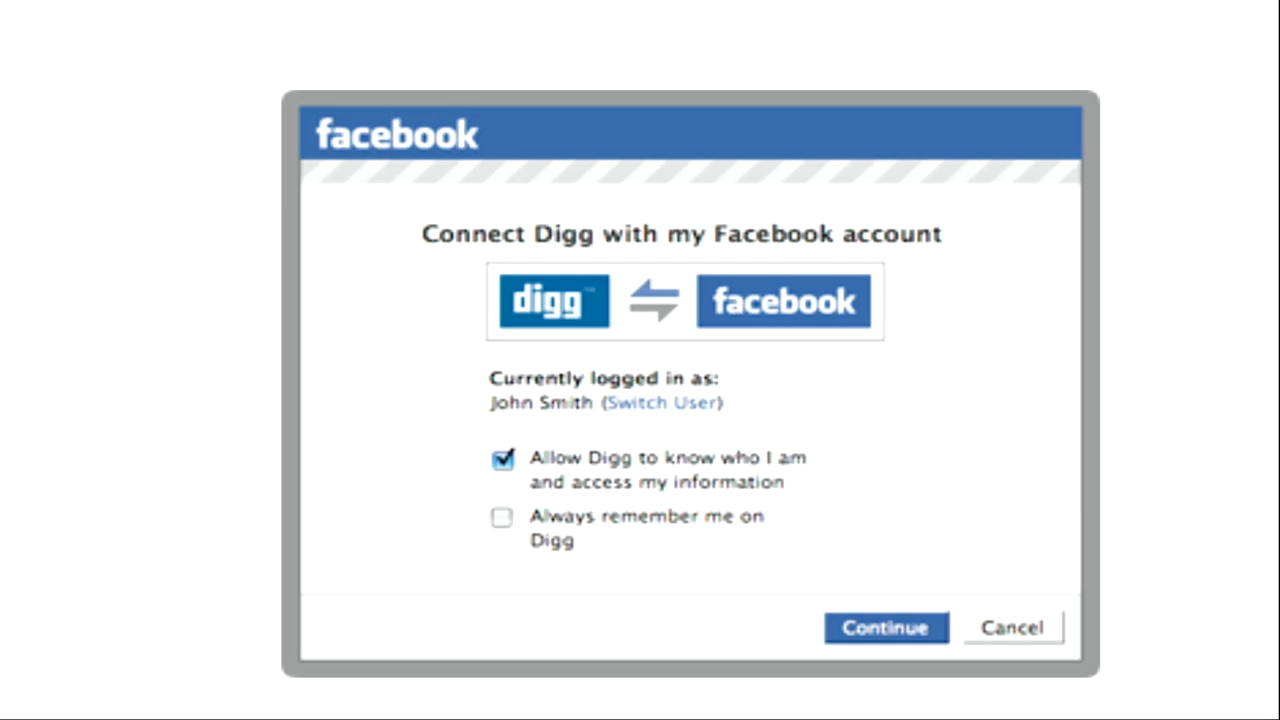 facebook
Connect Digg with my Facebook account
digg™ facebook
Currently logged in as:
John Smith (Switch User)
Allow Digg to know who I am
and access my information
Always remember me on
Digg
Continue Cancel